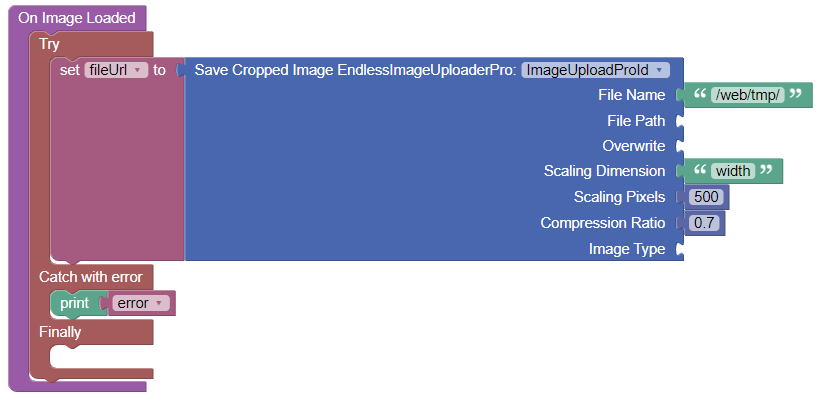 On Image Loaded
Try
set fileUrl to Save Cropped Image EndlessImageUploaderPro: ImageUploadProId
File Name “ /web/tmp/ ”
File Path
Overwrite
Scaling Dimension “ width ”
Scaling Pixels 500
Compression Ratio 0.7
Image Type
Catch with error
print error
Finally